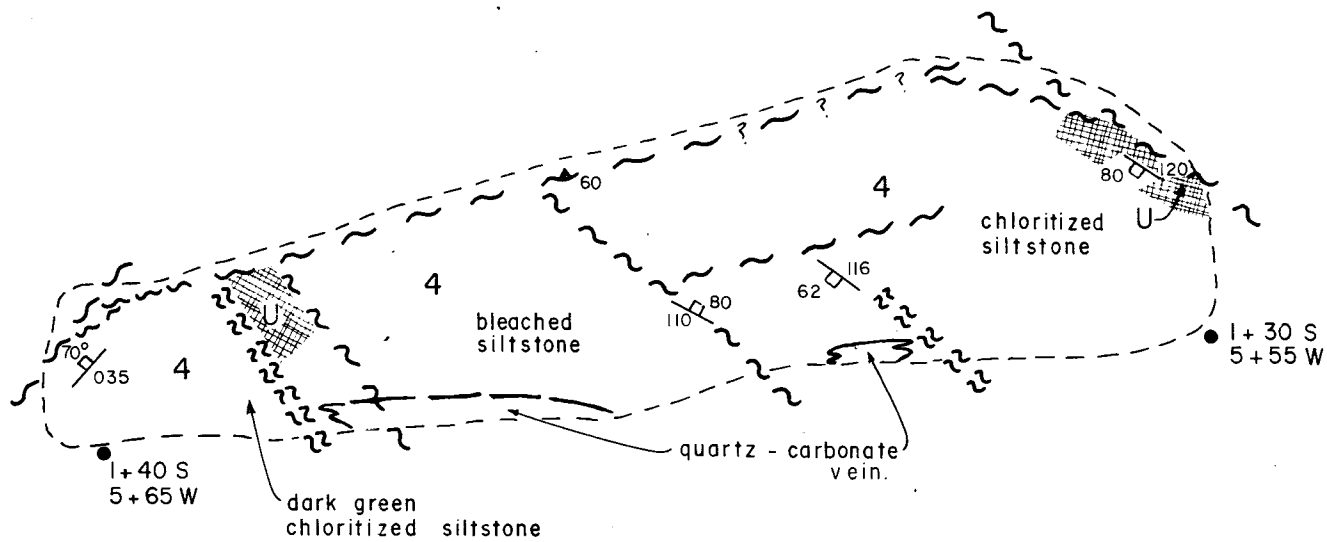 ?
?
?
60
4
80
120
U
chloritized
siltstone
4
116
62
80
110
U
bleached
siltstone
70°
035
4
1+30 S
5+55 W
1+40 S
5+65 W
quartz - carbonate
vein.
dark green
chloritized siltstone